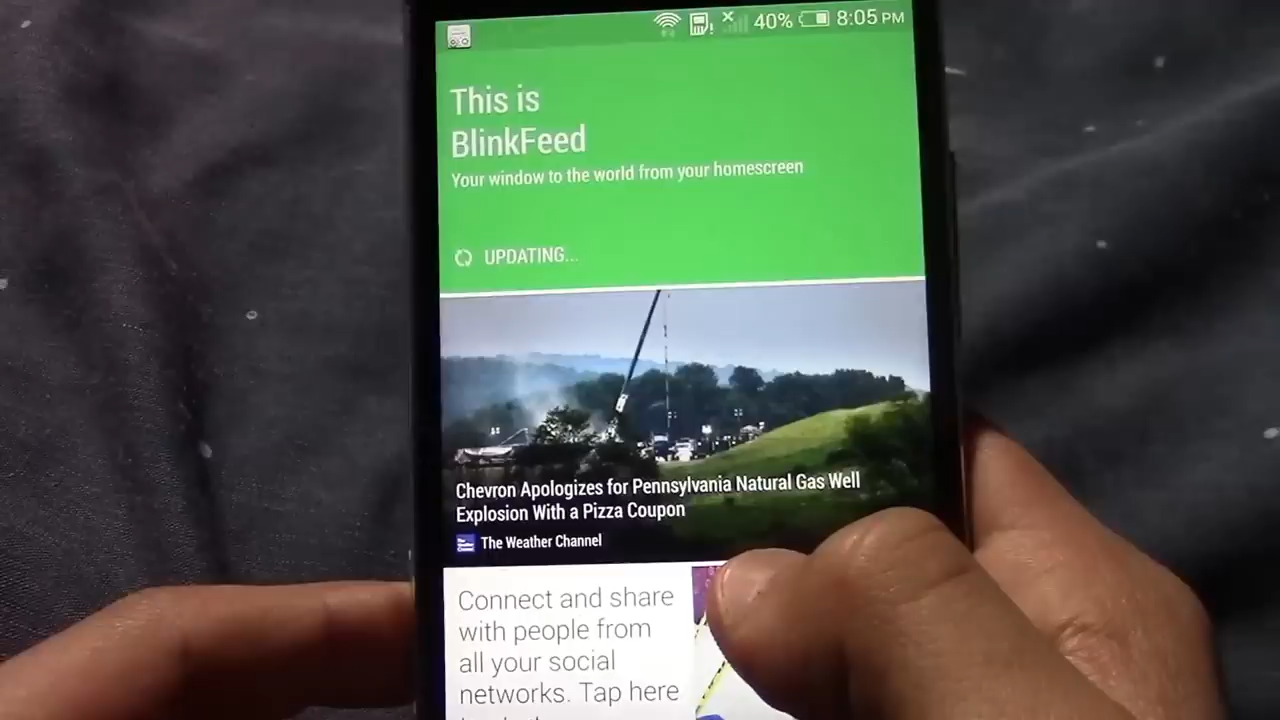 40% 8:05 PM
This is
BlinkFeed
Your window to the world from your homescreen
UPDATING...
Chevron Apologizes for Pennsylvania Natural Gas Well
Explosion With a Pizza Coupon
The Weather Channel
Connect and share
with people from
all your social
networks. Tap here